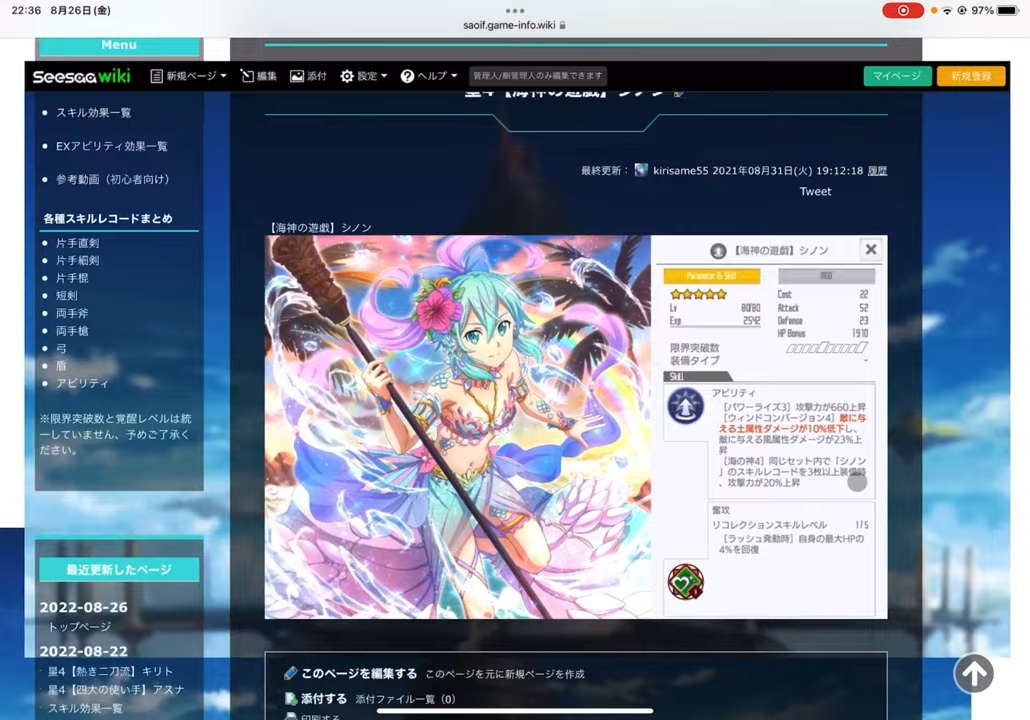 22:36 8月26日(金)
97%
saoif.game-info.wiki
Menu
Seesaa wiki
新規ページ
編集
添付
設定
ヘルプ
管理人/副管理人のみ編集できます
マイページ
新規登録
スキル効果一覧
EXアビリティ効果一覧
参考動画（初心者向け）
各種スキルレコードまとめ
片手直剣
片手細剣
片手棍
短剣
両手斧
両手槍
弓
盾
アビリティ
※限界突破数と覚醒レベルは統
一していません、予めご了承く
ださい。
最近更新したページ
2022-08-26
トップページ
2022-08-22
星4【熱き二刀流】キリト
星4【四大の使い手】アスナ
スキル効果一覧
星4【海神の遊戯】シノン
最終更新： kirisame55 2021年08月31日(火) 19:12:18 履歴
Tweet
【海神の遊戯】シノン
【海神の遊戯】シノン
Parameter & Skill
Lv 80/80
Exp 2542
Cost 22
Attack 52
Defense 23
HP Bonus 1910
限界突破数
装備タイプ -
Skill
アビリティ
［パワーライズ3］攻撃力が660上昇
［ウィンドコンバージョン4］敵に与
える土属性ダメージが10%低下し、
敵に与える風属性ダメージが23%上
昇
［海の神4］同じセット内で「シノン
」のスキルレコードを3枚以上装備時
、攻撃力が20%上昇
奮攻
リコレクションスキルレベル 1/5
［ラッシュ発動時］自身の最大HPの
4%を回復
このページを編集する このページを元に新規ページを作成
添付する 添付ファイル一覧（0）
印刷する